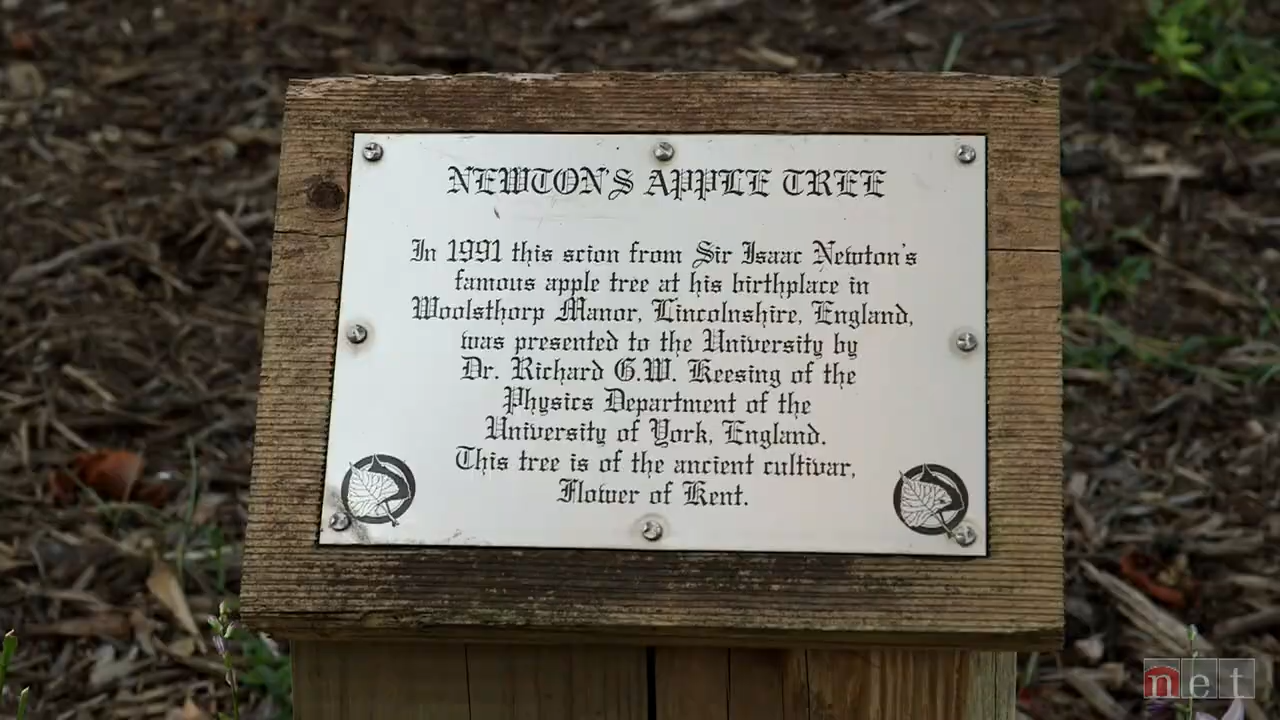 NEWTON'S APPLE TREE
In 1991 this scion from Sir Isaac Newton's
famous apple tree at his birthplace in
Woolsthorp Manor, Lincolnshire, England,
was presented to the University by
Dr. Richard G.W. Keesing of the
Physics Department of the
University of York, England.
This tree is of the ancient cultivar,
Flower of Kent.
net